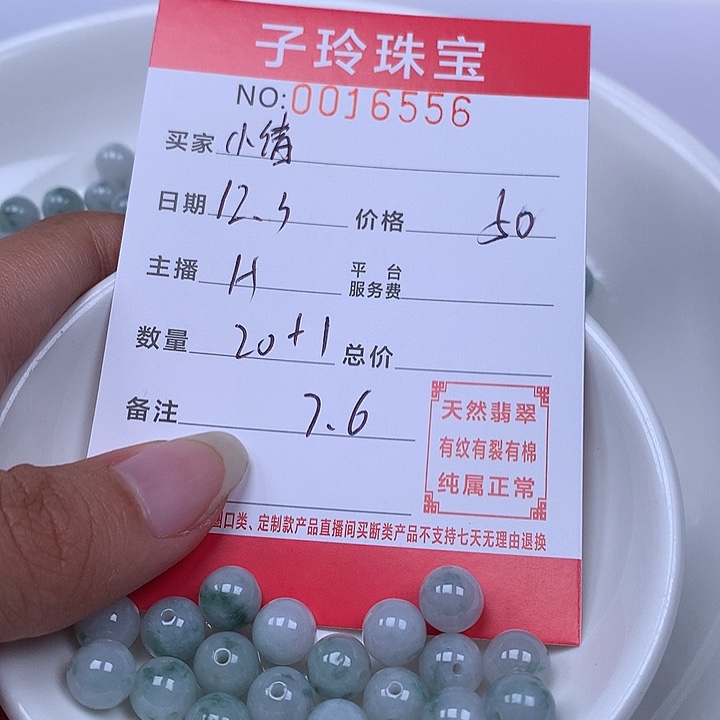 子玲珠宝
NO:0016556
买家 小绪
日期 12.5 价格 50
主播 H 平台服务费
数量 20+1 总价
备注 7.6
天然翡翠
有纹有裂有棉
纯属正常
口类、定制款产品直播间买断类产品不支持七天无理由退换